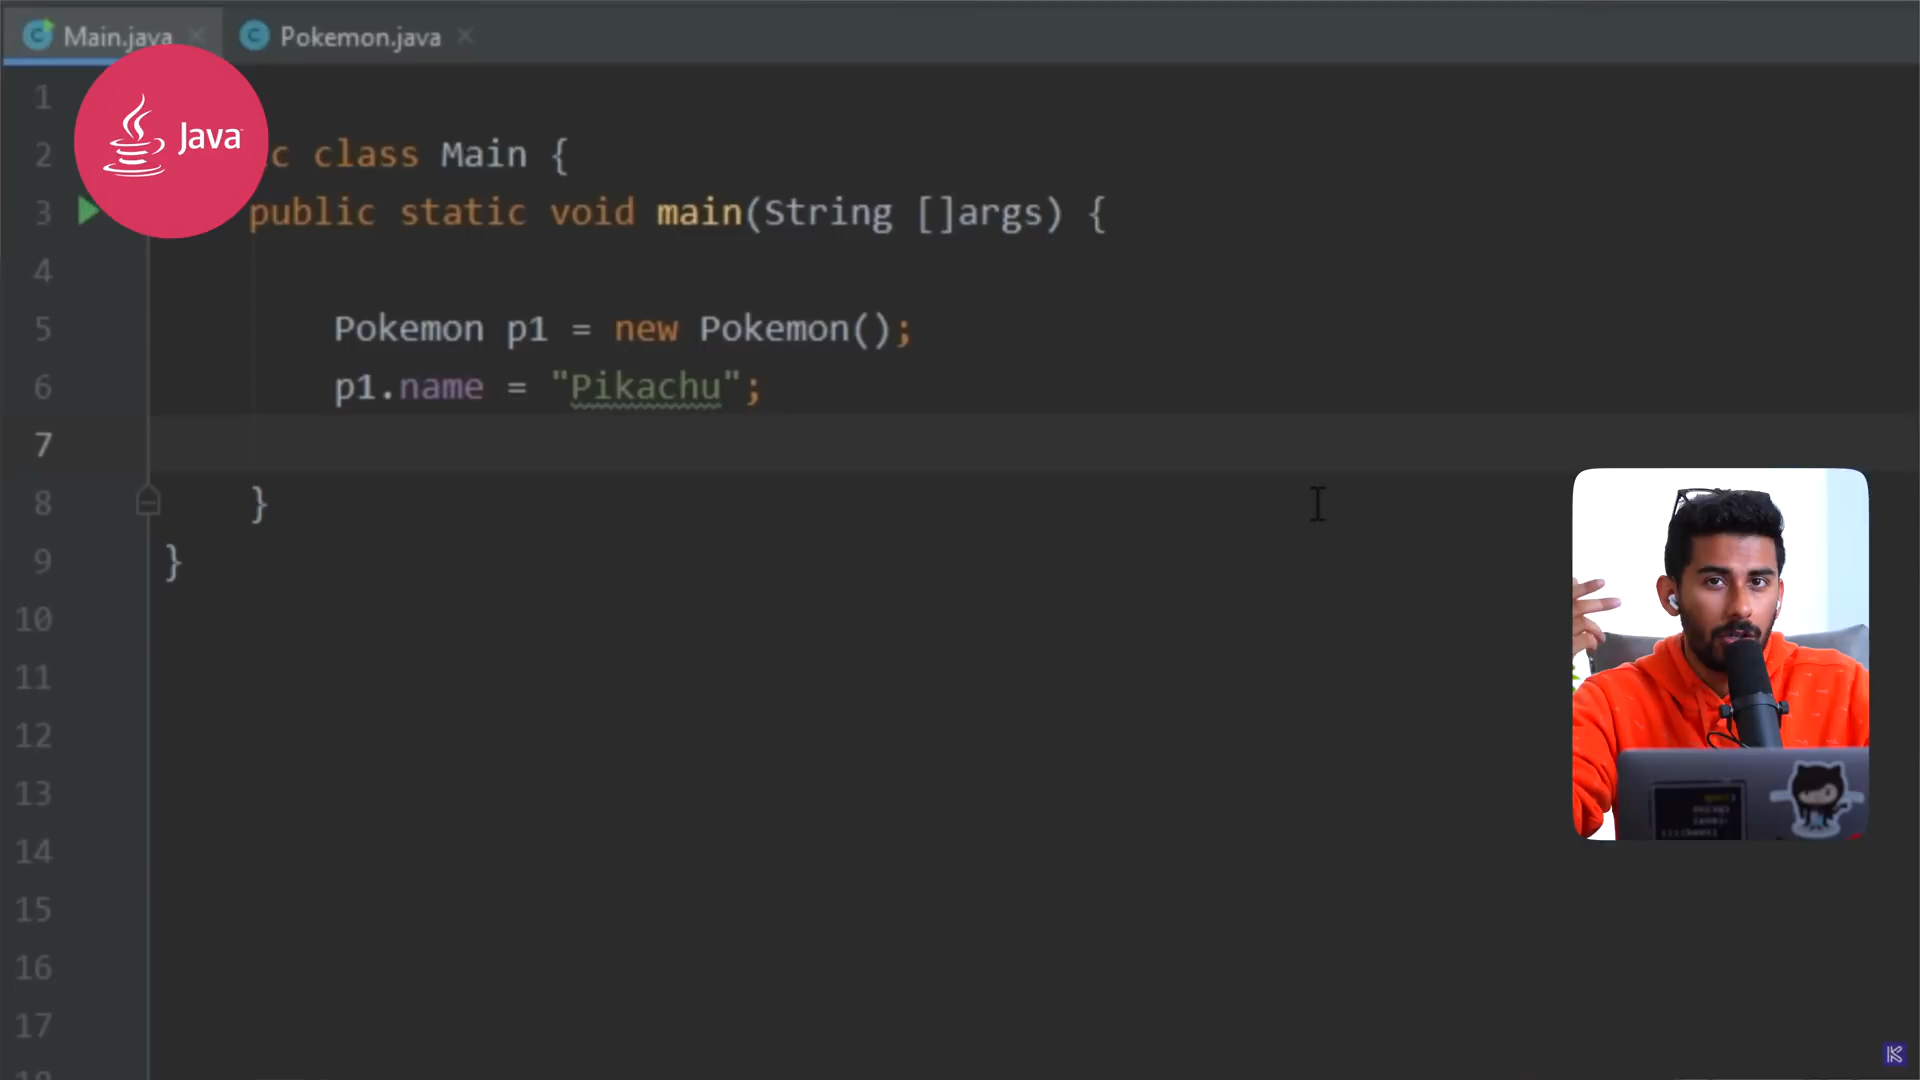 Main.java
Pokemon.java
Java
1
2 c class Main {
3 public static void main(String []args) {
4
5 Pokemon p1 = new Pokemon();
6 p1.name = "Pikachu";
7
8 }
9 }
10
11
12
13
14
15
16
17
18
K